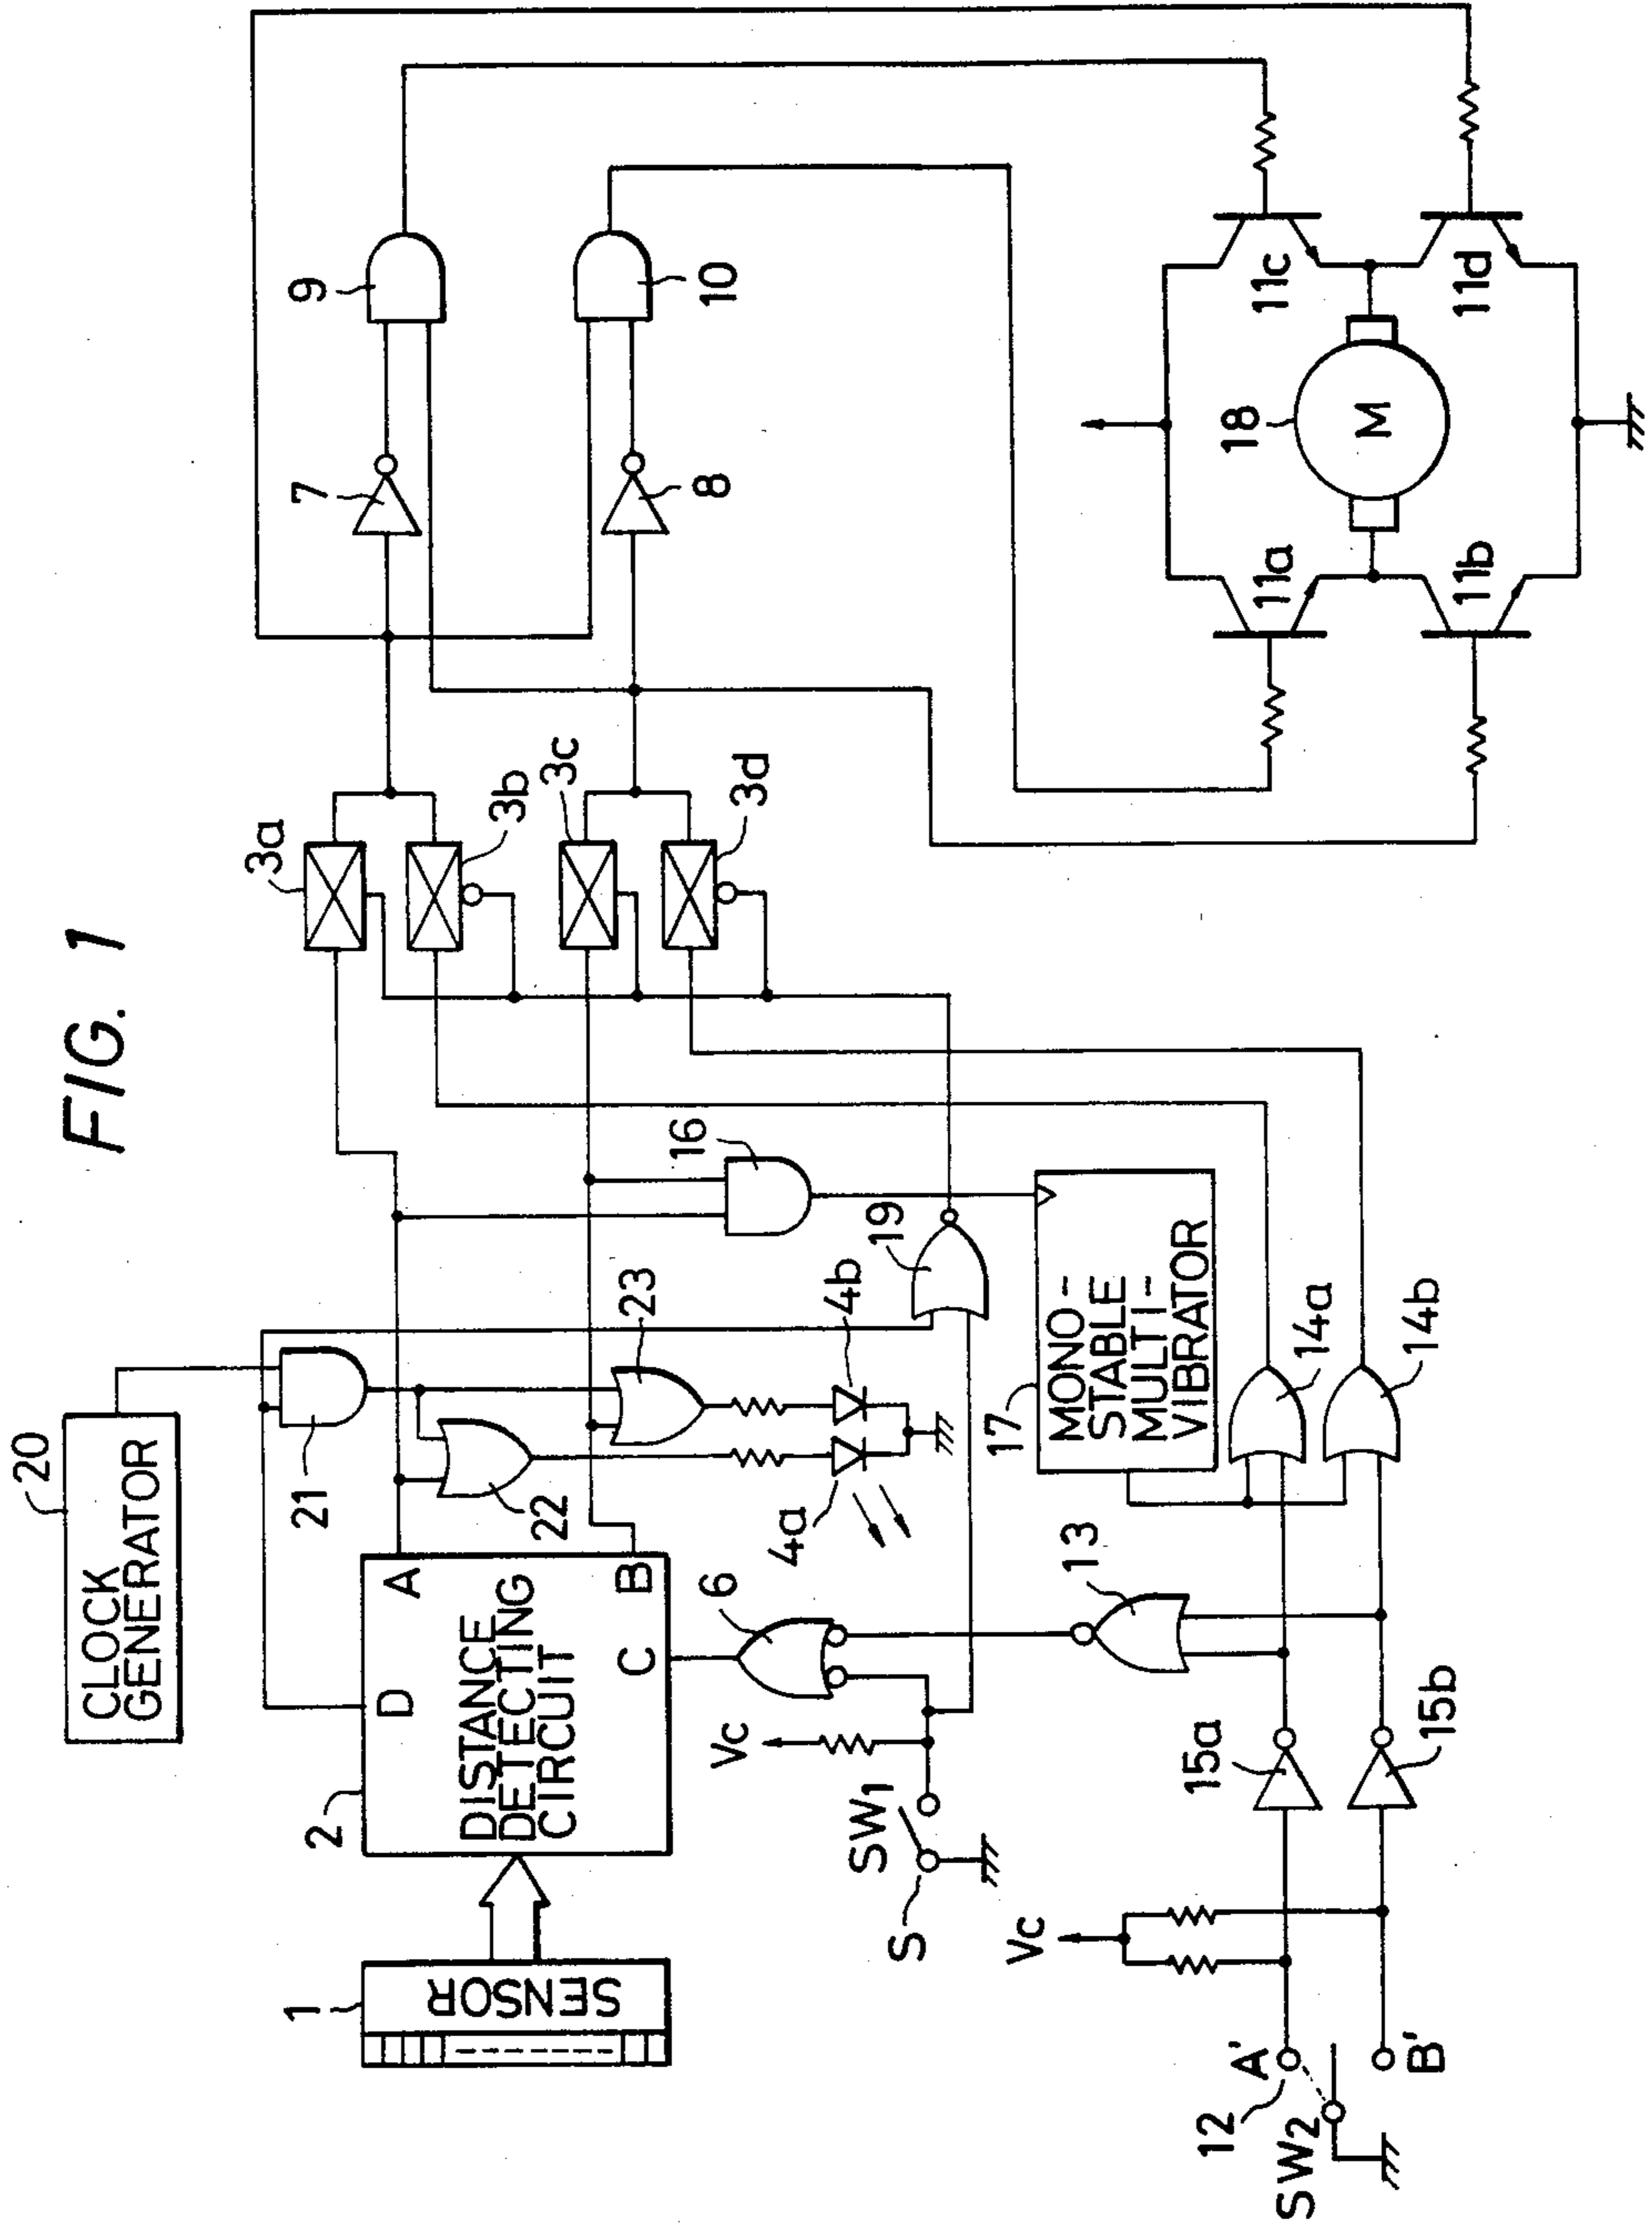 FIG. 1
20
CLOCK
GENERATOR
21
22
23
1
SENSOR
2
DISTANCE
DETECTING
CIRCUIT
D
A
B
C
4a
4b
6
Vc
SW1
S
16
19
17
MONO-
STABLE
MULTI-
VIBRATOR
13
14a
14b
15a
15b
Vc
12
A'
B'
SW2
3a
3b
3c
3d
7
8
9
10
11a
11b
11c
11d
18
M